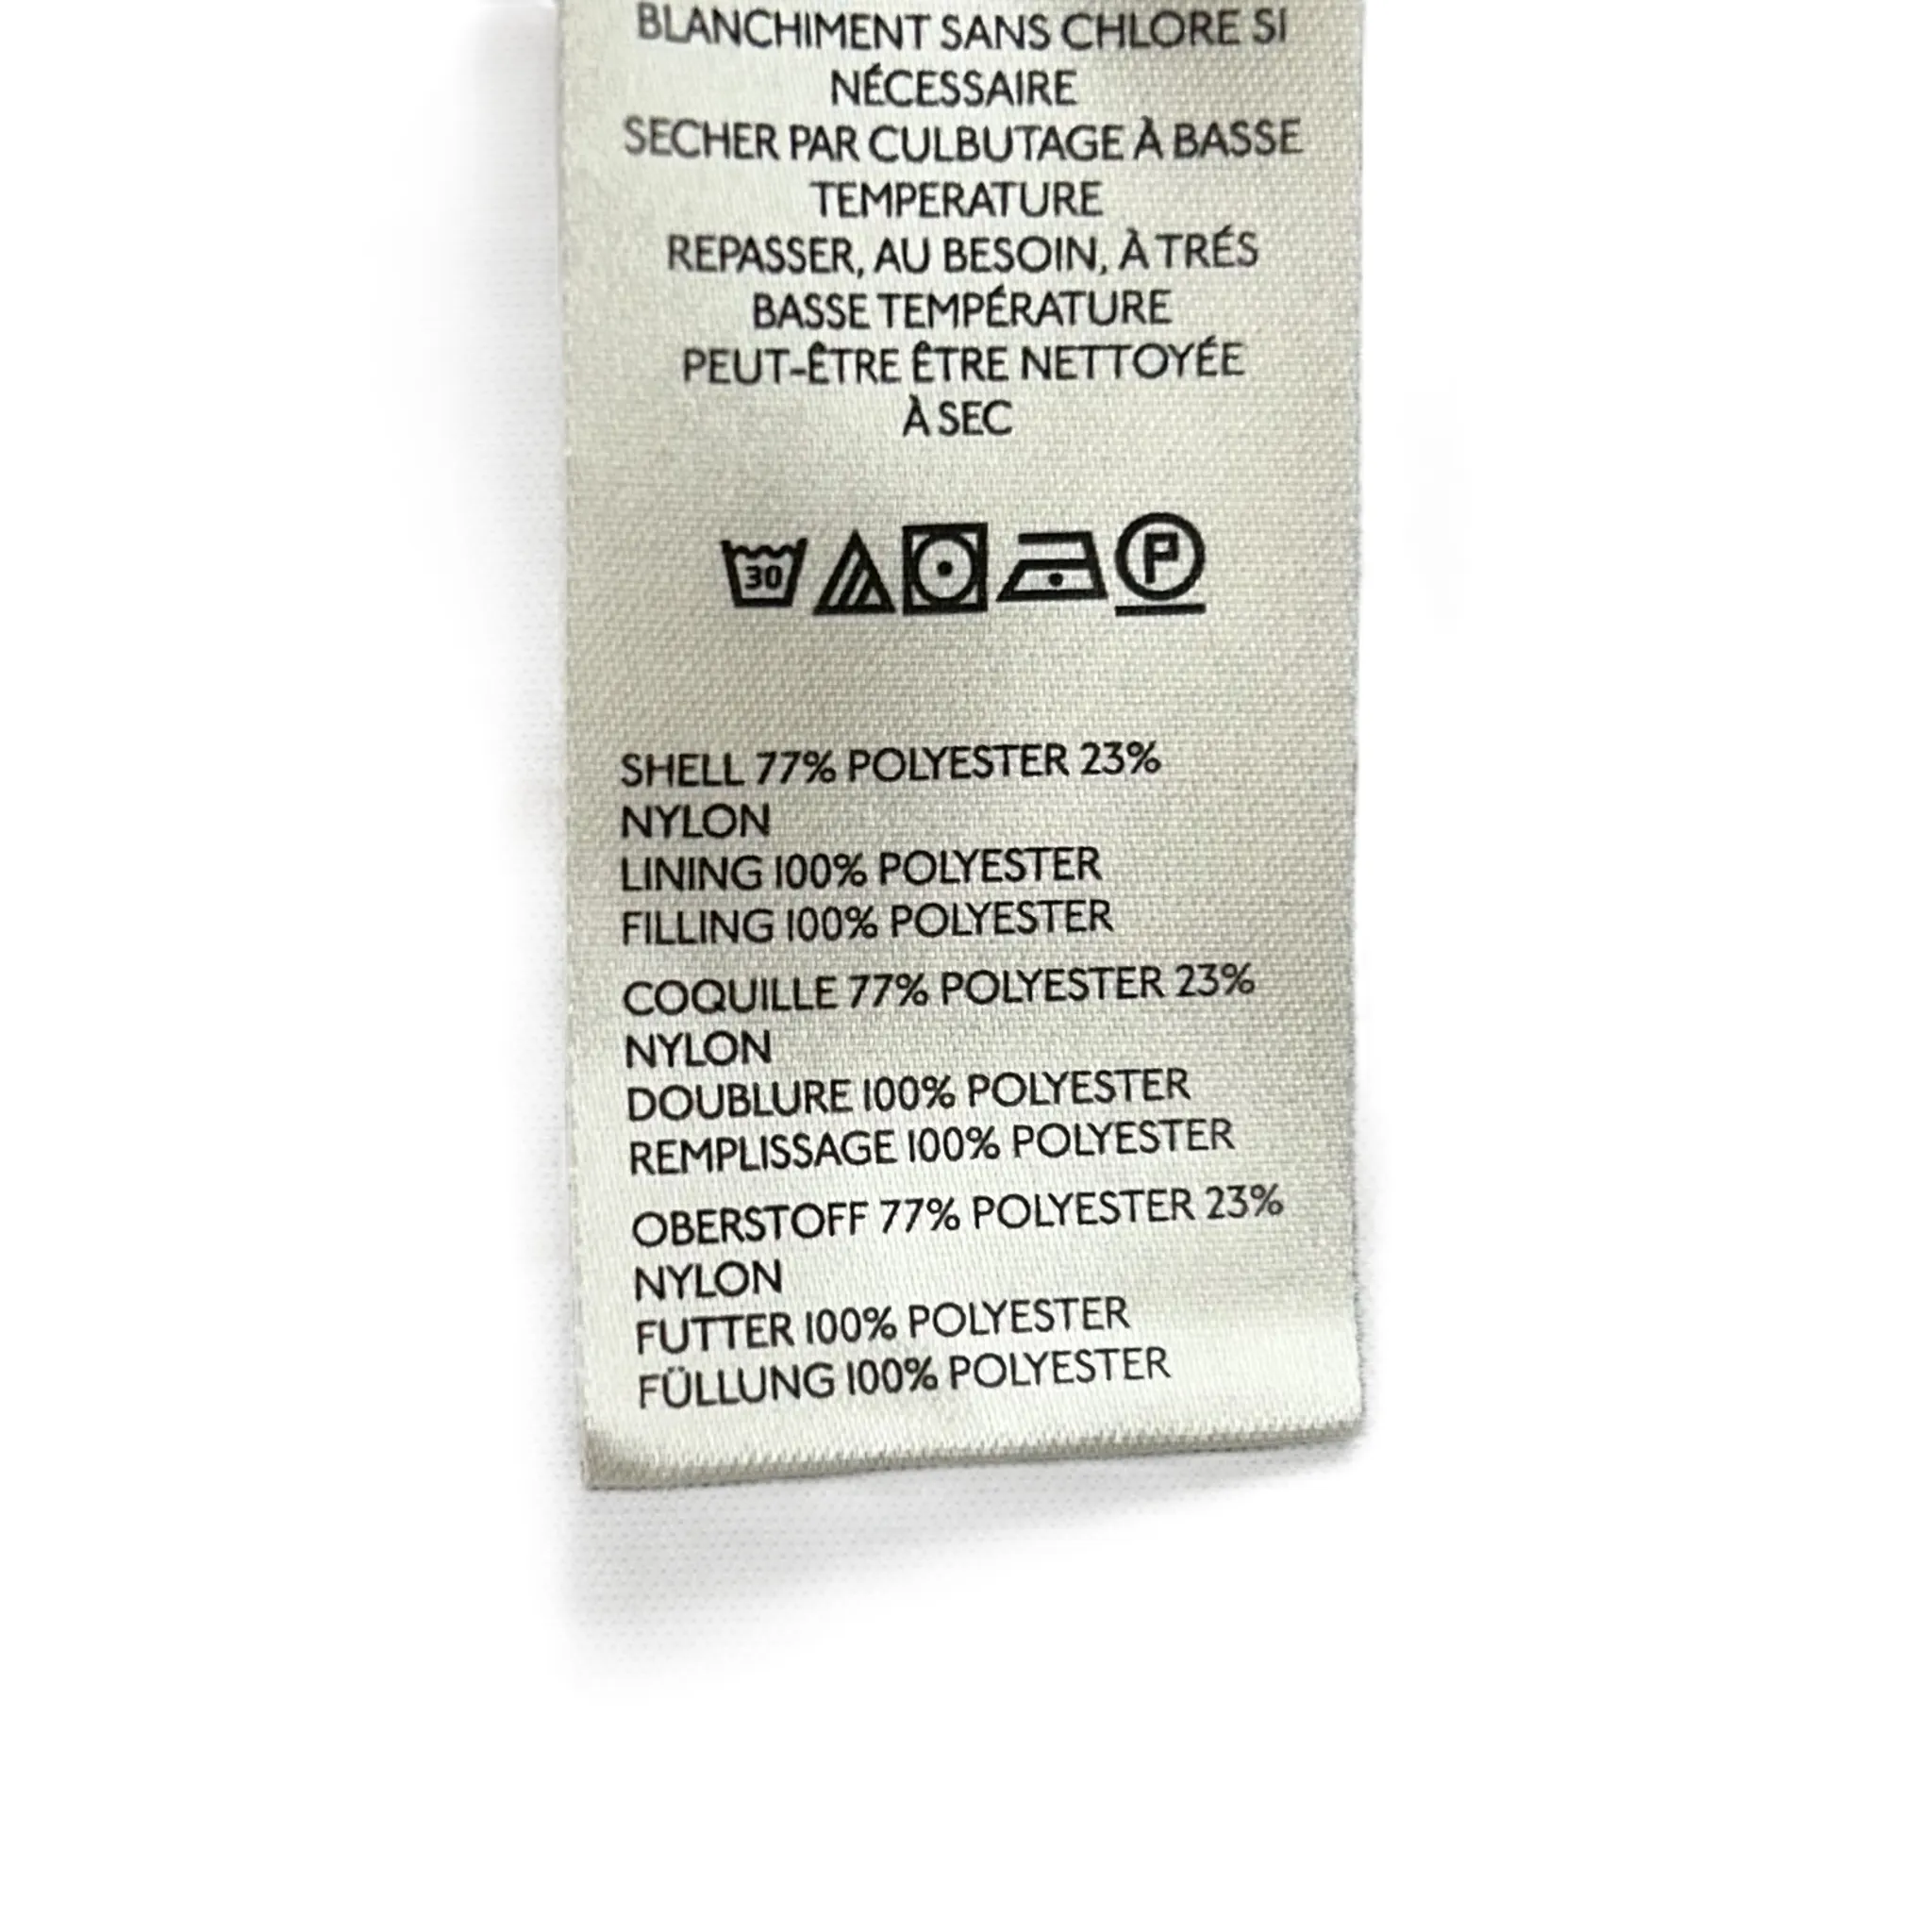 BLANCHIMENT SANS CHLORE SI
NÉCESSAIRE
SECHER PAR CULBUTAGE À BASSE
TEMPERATURE
REPASSER, AU BESOIN, À TRÉS
BASSE TEMPÉRATURE
PEUT-ÊTRE ÊTRE NETTOYÉE
À SEC
30 P
SHELL 77% POLYESTER 23%
NYLON
LINING 100% POLYESTER
FILLING 100% POLYESTER
COQUILLE 77% POLYESTER 23%
NYLON
DOUBLURE 100% POLYESTER
REMPLISSAGE 100% POLYESTER
OBERSTOFF 77% POLYESTER 23%
NYLON
FUTTER 100% POLYESTER
FÜLLUNG 100% POLYESTER